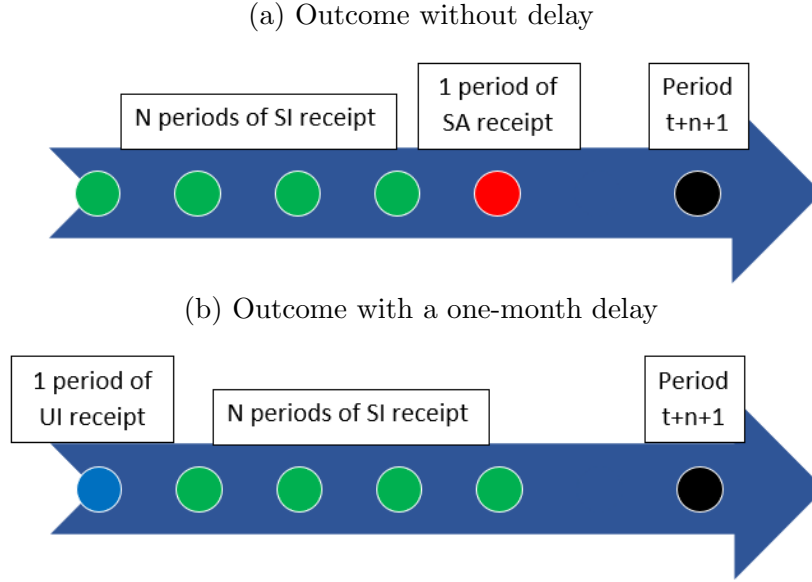 (a) Outcome without delay
N periods of SI receipt
1 period of
SA receipt
Period
t+n+1
(b) Outcome with a one-month delay
1 period of
UI receipt
N periods of SI receipt
Period
t+n+1